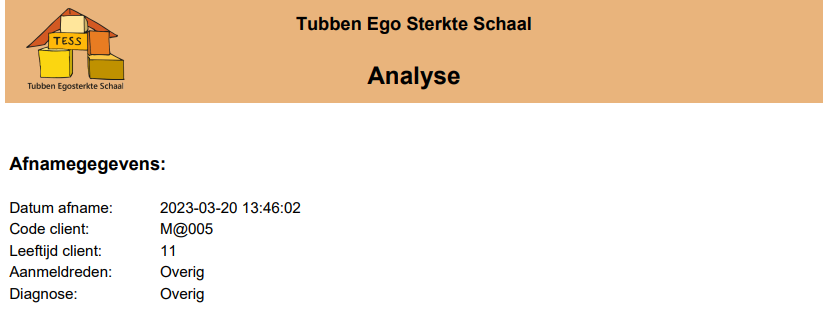 Tubben Ego Sterkte Schaal
TESS
Analyse
Tubben Egosterkte Schaal
Afnamegegevens:
Datum afname: 2023-03-20 13:46:02
Code client: M@005
Leeftijd client: 11
Aanmeldreden: Overig
Diagnose: Overig